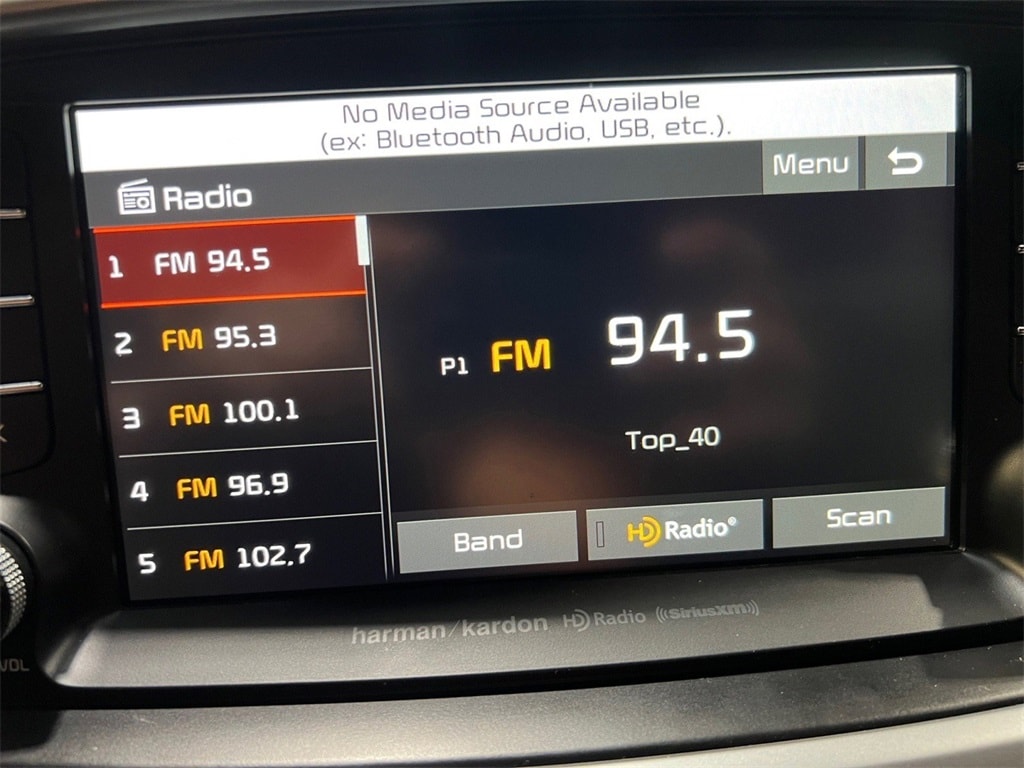 No Media Source Available
(ex: Bluetooth Audio, USB, etc.).
Radio
Menu
1 FM 94.5
2 FM 95.3
3 FM 100.1
4 FM 96.9
5 FM 102.7
P1 FM 94.5
Top_40
Band
HD Radio®
Scan
harman/kardon HD Radio ((SiriusXM))
VOL